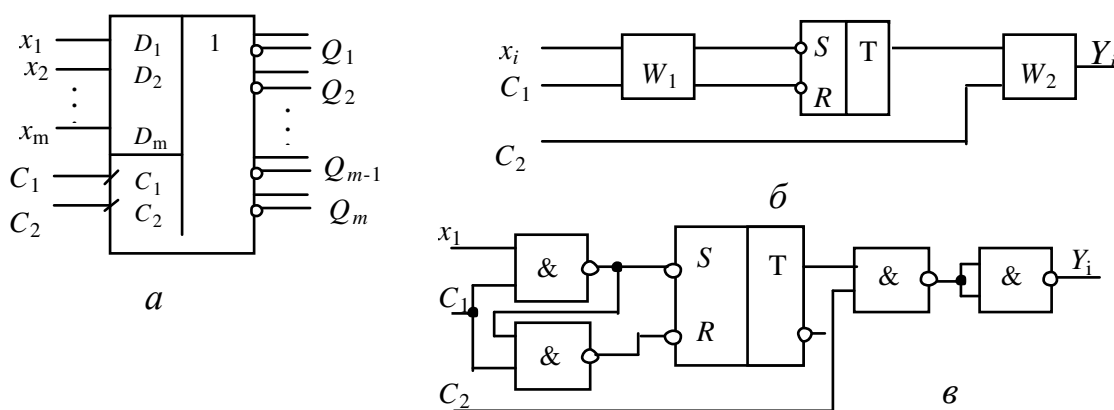 x1 D1 1 Q1
x2 D2 Q2
xm Dm
C1 C1 Qm-1
C2 C2 Qm
а
xi W1 S T W2 Yi
C1 R
C2
б
x1 & S T & & Yi
C1 & R
C2
в